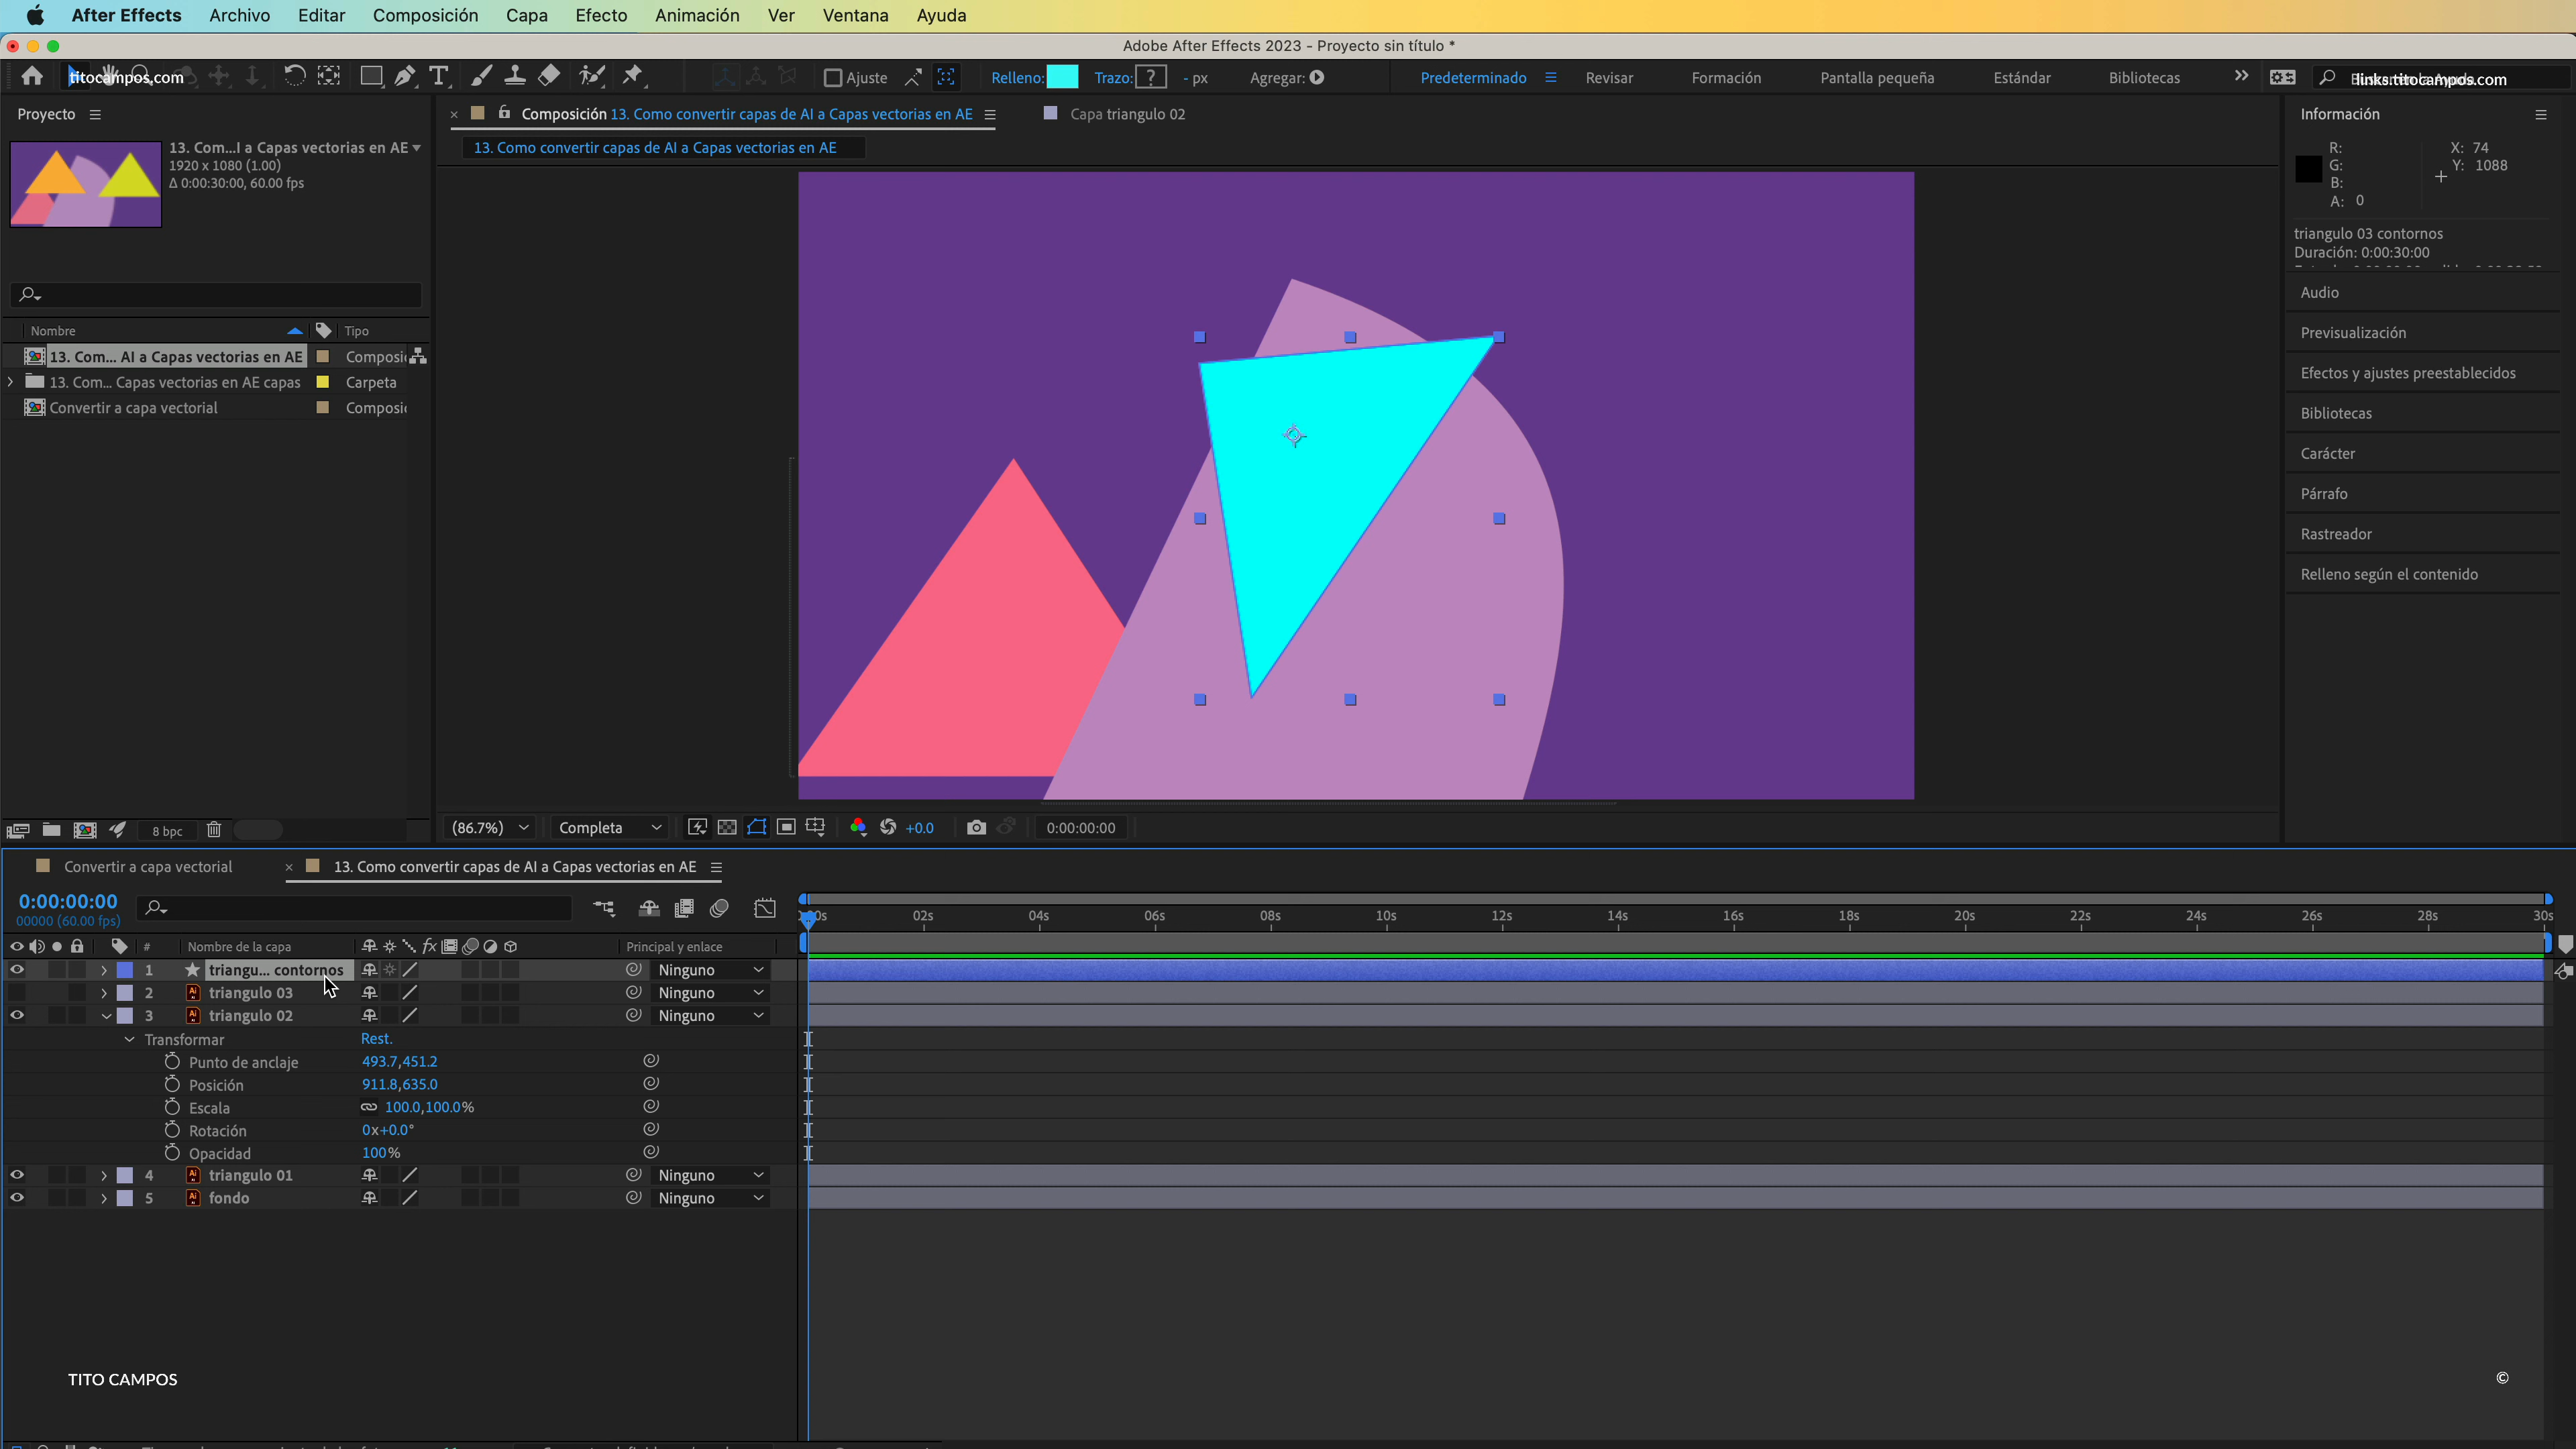 After Effects Archivo Editar Composición Capa Efecto Animación Ver Ventana Ayuda
Adobe After Effects 2023 - Proyecto sin título *
titocampos.com Ajuste Relleno: Trazo: ? - px Agregar: Predeterminado Revisar Formación Pantalla pequeña Estándar Bibliotecas links.titocampos.com
Proyecto
13. Com...I a Capas vectorias en AE
1920 x 1080 (1.00)
Δ 0:00:30:00, 60.00 fps
Nombre Tipo
13. Com... AI a Capas vectorias en AE Composi
13. Com... Capas vectorias en AE capas Carpeta
Convertir a capa vectorial Composi
8 bpc
Composición 13. Como convertir capas de AI a Capas vectorias en AE Capa triangulo 02
13. Como convertir capas de AI a Capas vectorias en AE
(86.7%) Completa +0.0 0:00:00:00
Información
R: X: 74
G: Y: 1088
B:
A: 0
triangulo 03 contornos
Duración: 0:00:30:00
Audio
Previsualización
Efectos y ajustes preestablecidos
Bibliotecas
Carácter
Párrafo
Rastreador
Relleno según el contenido
Convertir a capa vectorial 13. Como convertir capas de AI a Capas vectorias en AE
0:00:00:00
00000 (60.00 fps)
02s 04s 06s 08s 10s 12s 14s 16s 18s 20s 22s 24s 26s 28s 30s
# Nombre de la capa fx Principal y enlace
1 triangu... contornos Ninguno
2 Ai triangulo 03 Ninguno
3 Ai triangulo 02 Ninguno
Transformar Rest.
Punto de anclaje 493.7,451.2
Posición 911.8,635.0
Escala 100.0,100.0%
Rotación 0x+0.0°
Opacidad 100%
4 Ai triangulo 01 Ninguno
5 Ai fondo Ninguno
TITO CAMPOS ©